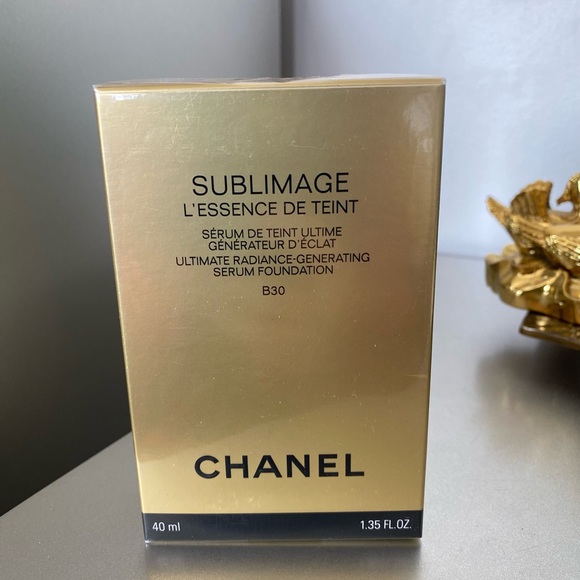 SUBLIMAGE
L'ESSENCE DE TEINT
SÉRUM DE TEINT ULTIME
GÉNÉRATEUR D'ÉCLAT
ULTIMATE RADIANCE-GENERATING
SERUM FOUNDATION
B30
CHANEL
40 ml 1.35 FL.OZ.